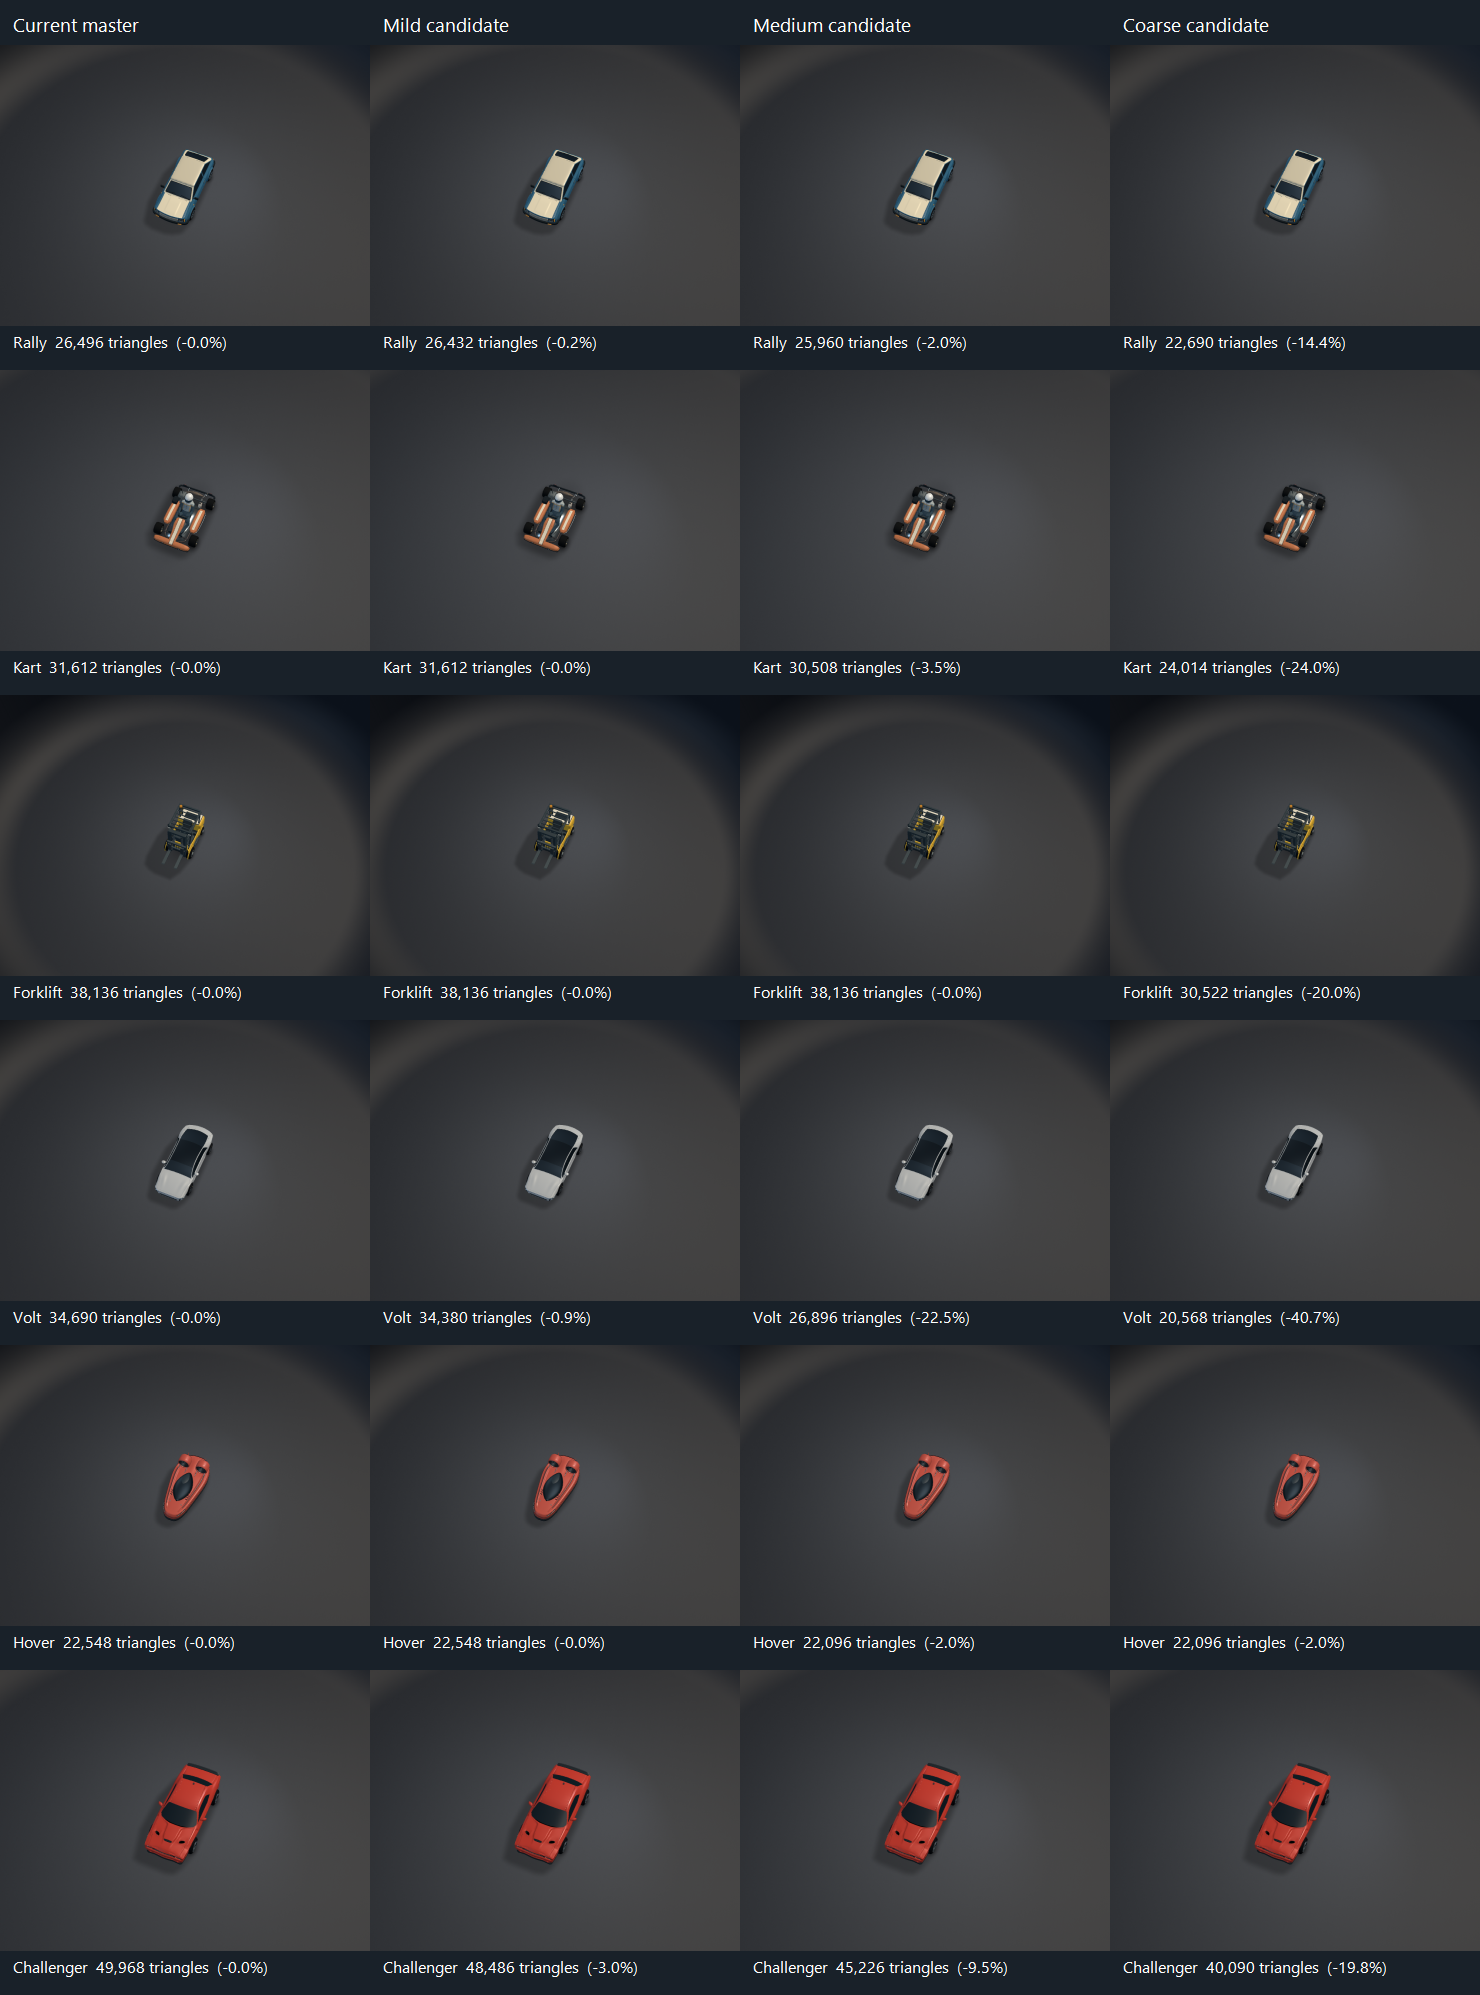 Current master
Mild candidate
Medium candidate
Coarse candidate
Rally 26,496 triangles (-0.0%)
Rally 26,432 triangles (-0.2%)
Rally 25,960 triangles (-2.0%)
Rally 22,690 triangles (-14.4%)
Kart 31,612 triangles (-0.0%)
Kart 31,612 triangles (-0.0%)
Kart 30,508 triangles (-3.5%)
Kart 24,014 triangles (-24.0%)
Forklift 38,136 triangles (-0.0%)
Forklift 38,136 triangles (-0.0%)
Forklift 38,136 triangles (-0.0%)
Forklift 30,522 triangles (-20.0%)
Volt 34,690 triangles (-0.0%)
Volt 34,380 triangles (-0.9%)
Volt 26,896 triangles (-22.5%)
Volt 20,568 triangles (-40.7%)
Hover 22,548 triangles (-0.0%)
Hover 22,548 triangles (-0.0%)
Hover 22,096 triangles (-2.0%)
Hover 22,096 triangles (-2.0%)
Challenger 49,968 triangles (-0.0%)
Challenger 48,486 triangles (-3.0%)
Challenger 45,226 triangles (-9.5%)
Challenger 40,090 triangles (-19.8%)